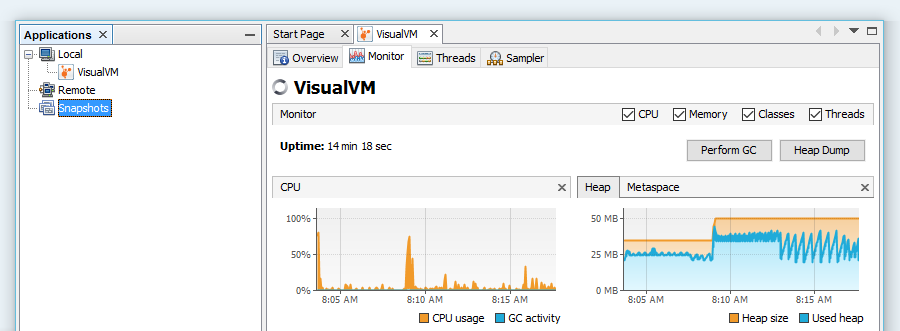 Applications
Local
VisualVM
Remote
Snapshots
Start Page VisualVM
Overview Monitor Threads Sampler
VisualVM
Monitor CPU Memory Classes Threads
Uptime: 14 min 18 sec Perform GC Heap Dump
CPU
100%
50%
0%
8:05 AM 8:10 AM 8:15 AM
CPU usage GC activity
Heap Metaspace
50 MB
25 MB
0 MB
8:05 AM 8:10 AM 8:15 AM
Heap size Used heap